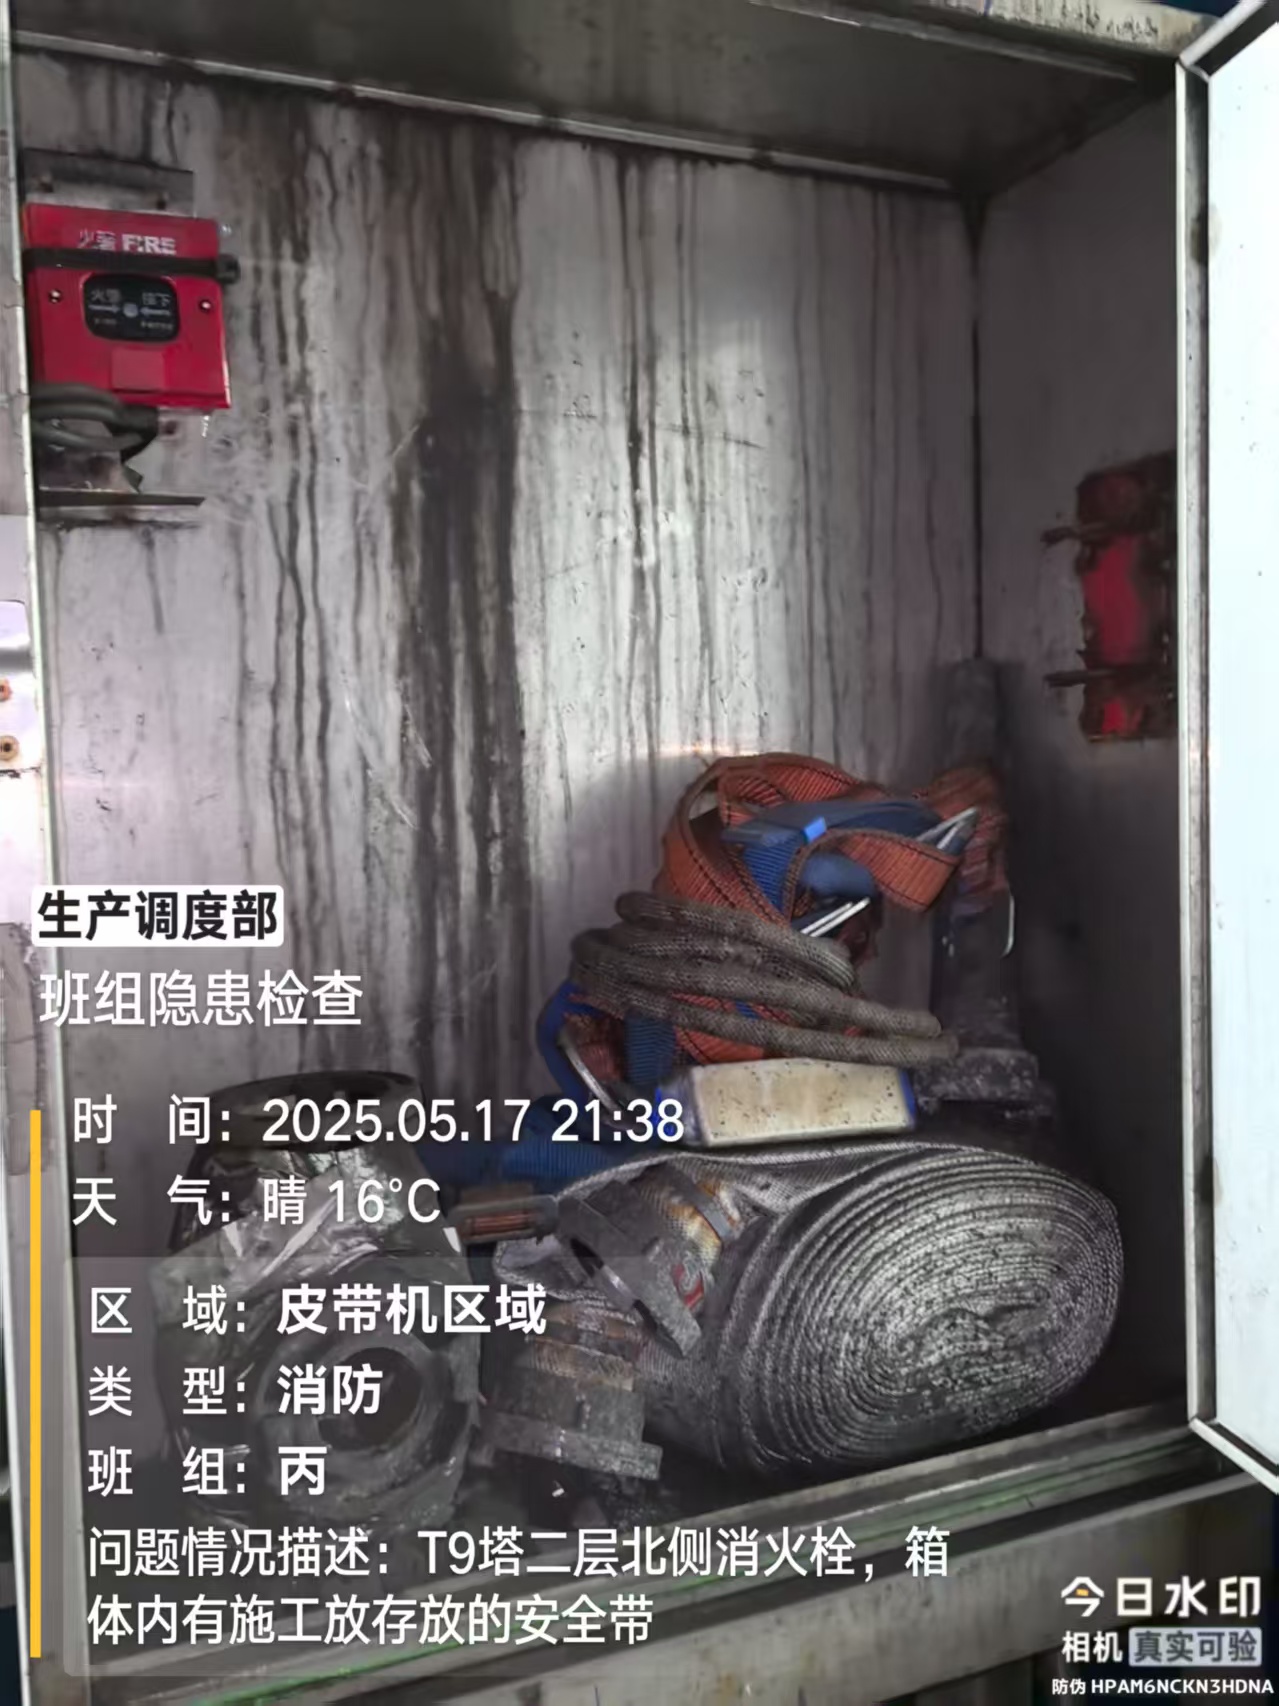 火警 FIRE
火警 按下
生产调度部
班组隐患检查
时 间：2025.05.17 21:38
天 气：晴 16°C
区 域：皮带机区域
类 型：消防
班 组：丙
问题情况描述：T9塔二层北侧消火栓，箱
体内有施工放存放的安全带
今日水印
相机 真实可验
防伪 HPAM6NCKN3HDNA